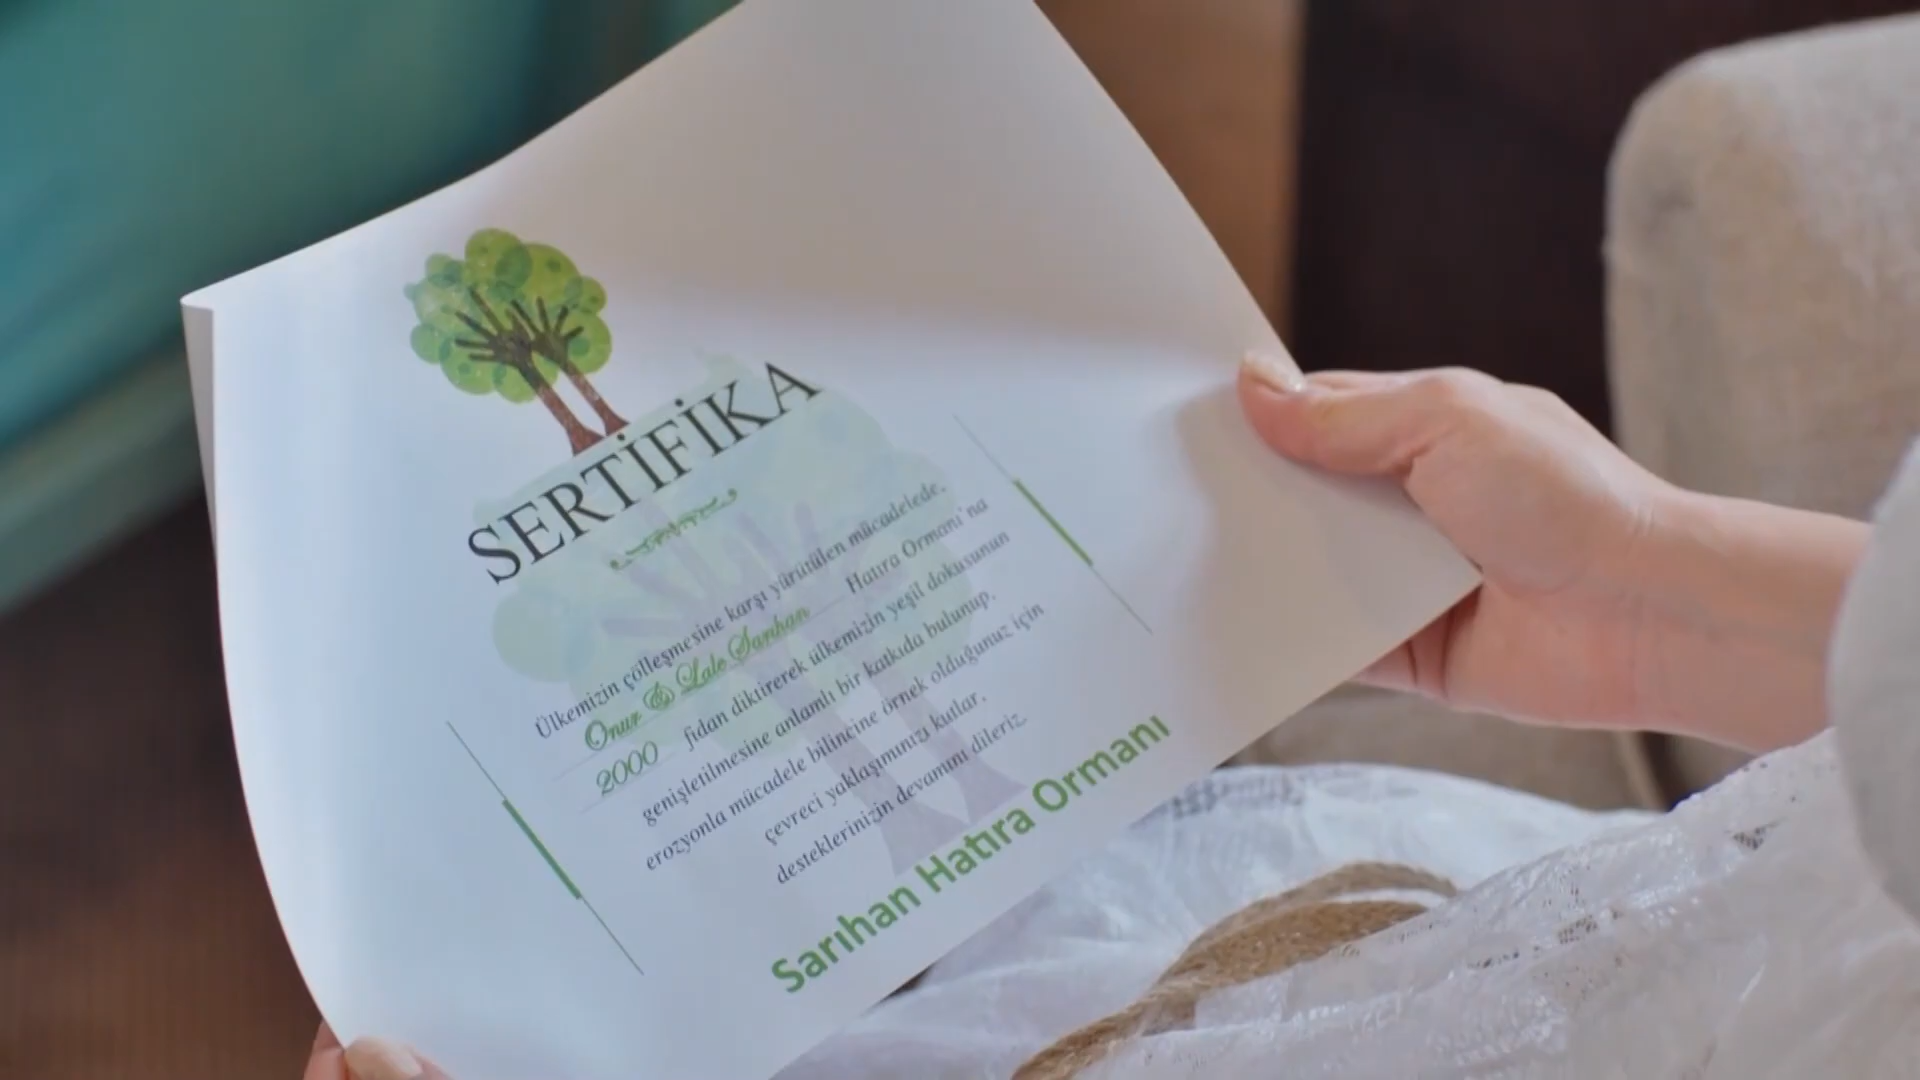 SERTİFİKA
Ülkemizin çölleşmesine karşı yürütülen mücadelede,
Onur & Lale Sarıhan Hatıra Ormanı'na
2000 fidan diktirerek ülkemizin yeşil dokusunun
genişletilmesine anlamlı bir katkıda bulunup,
erozyonla mücadele bilincine örnek olduğunuz için
çevreci yaklaşımınızı kutlar,
desteklerinizin devamını dileriz
Sarıhan Hatıra Ormanı